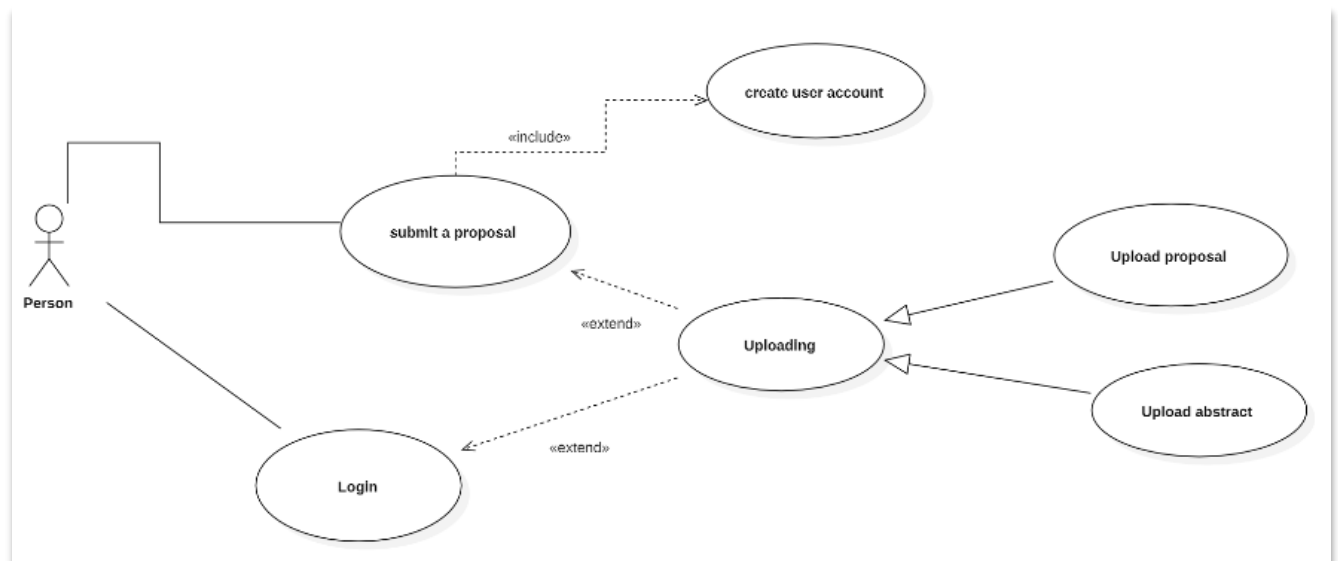 create user account
«include»
submit a proposal
Upload proposal
Person
«extend»
Uploading
Upload abstract
«extend»
Login